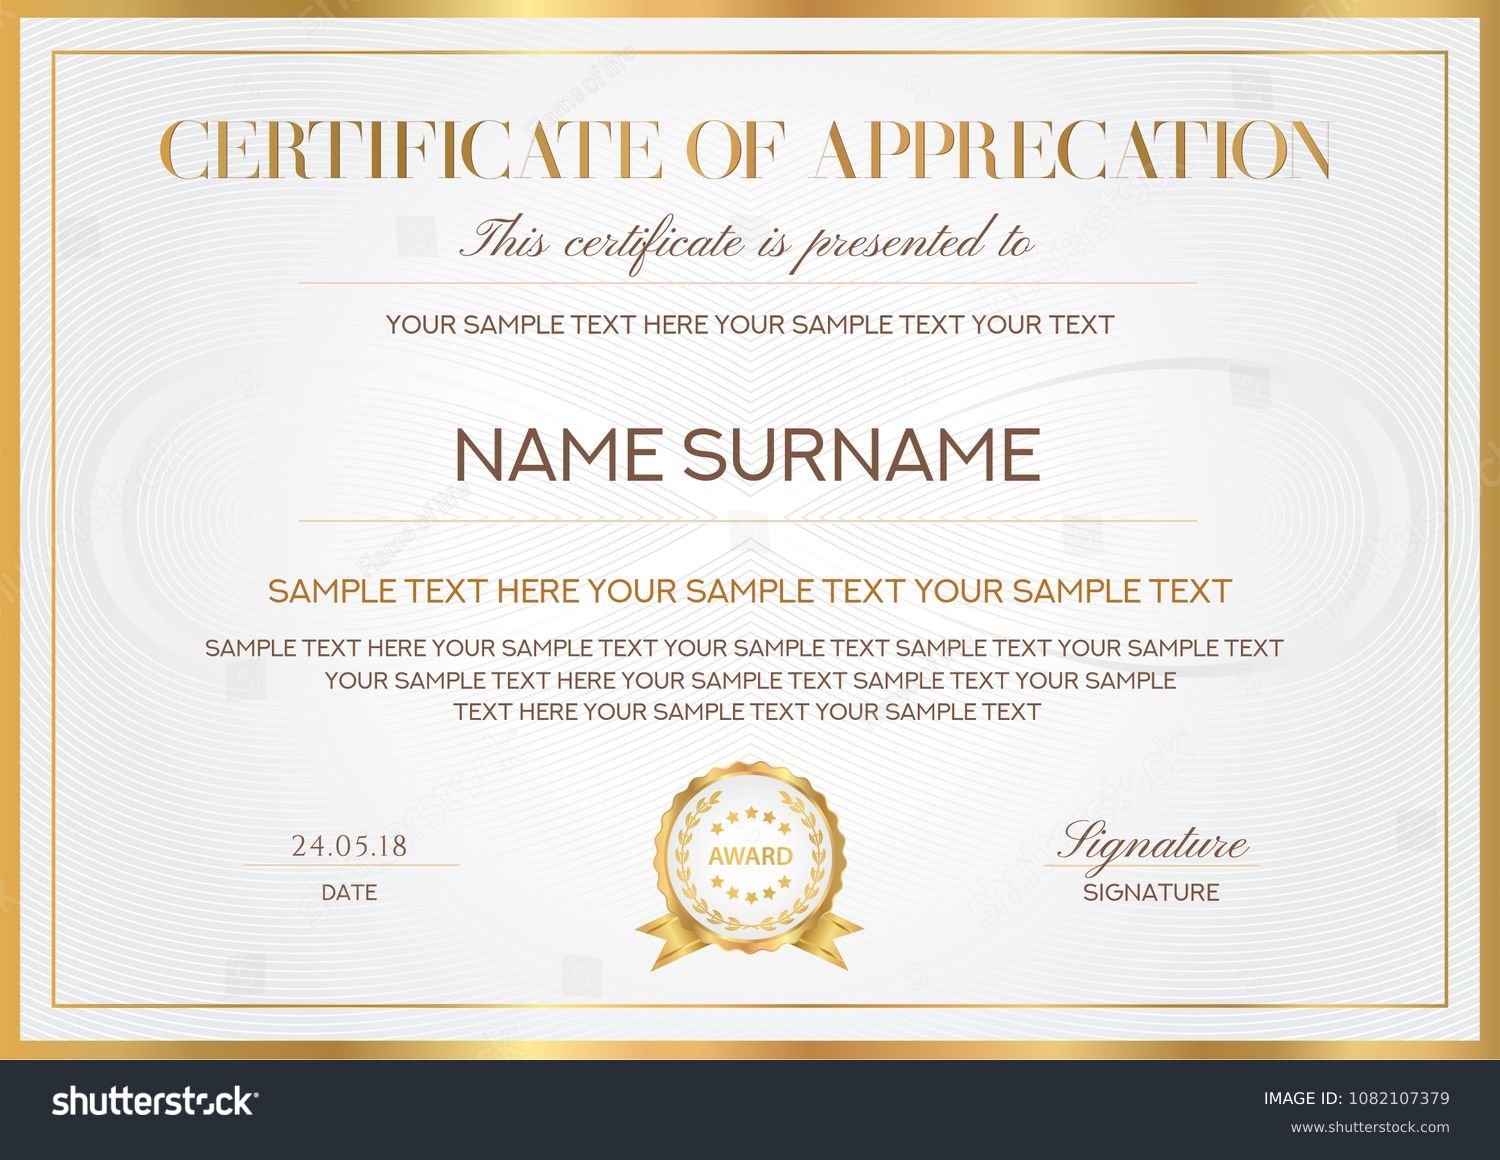 CERTIFICATE OF APPRECATION
This certificate is presented to
YOUR SAMPLE TEXT HERE YOUR SAMPLE TEXT YOUR TEXT
NAME SURNAME
SAMPLE TEXT HERE YOUR SAMPLE TEXT YOUR SAMPLE TEXT
SAMPLE TEXT HERE YOUR SAMPLE TEXT YOUR SAMPLE TEXT SAMPLE TEXT YOUR SAMPLE TEXT
YOUR SAMPLE TEXT HERE YOUR SAMPLE TEXT SAMPLE TEXT YOUR SAMPLE
TEXT HERE YOUR SAMPLE TEXT YOUR SAMPLE TEXT
24.05.18
DATE
AWARD
Signature
SIGNATURE
shutterstock
IMAGE ID: 1082107379
www.shutterstock.com